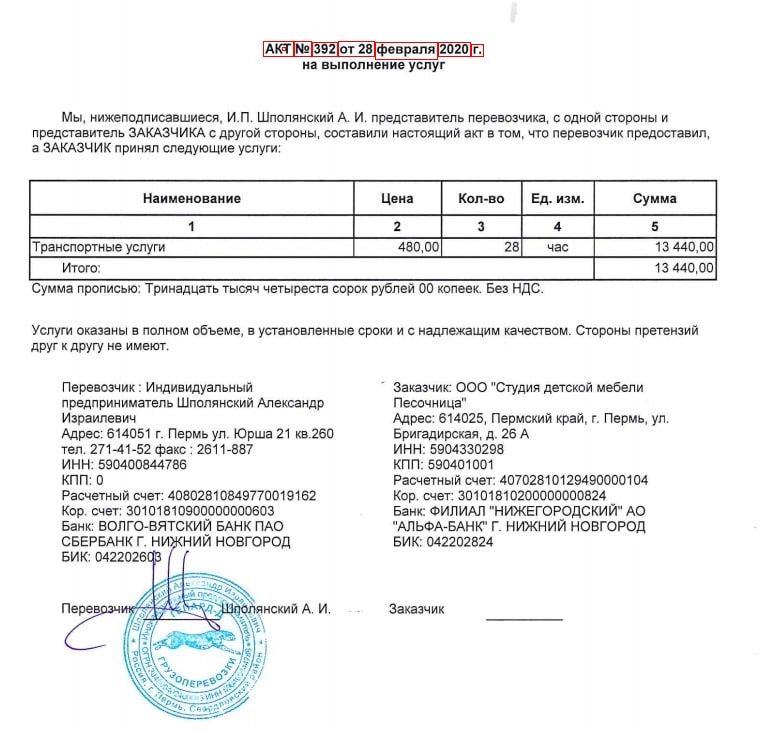 АКТ № 392 от 28 февраля 2020 г.
на выполнение услуг
Мы, нижеподписавшиеся, И.П. Шполянский А. И. представитель перевозчика, с одной стороны и
представитель ЗАКАЗЧИКА с другой стороны, составили настоящий акт в том, что перевозчик предоставил,
а ЗАКАЗЧИК принял следующие услуги:
Наименование Цена Кол-во Ед. изм. Сумма
1 2 3 4 5
Транспортные услуги 480,00 28 час 13 440,00
Итого: 13 440,00
Сумма прописью: Тринадцать тысяч четыреста сорок рублей 00 копеек. Без НДС.
Услуги оказаны в полном объеме, в установленные сроки и с надлежащим качеством. Стороны претензий
друг к другу не имеют.
Перевозчик : Индивидуальный
предприниматель Шполянский Александр
Израилевич
Адрес: 614051 г. Пермь ул. Юрша 21 кв.260
тел. 271-41-52 факс : 2611-887
ИНН: 590400844786
КПП: 0
Расчетный счет: 40802810849770019162
Кор. счет: 30101810900000000603
Банк: ВОЛГО-ВЯТСКИЙ БАНК ПАО
СБЕРБАНК Г. НИЖНИЙ НОВГОРОД
БИК: 042202603
Заказчик: ООО "Студия детской мебели
Песочница"
Адрес: 614025, Пермский край, г. Пермь, ул.
Бригадирская, д. 26 А
ИНН: 5904330298
КПП: 590401001
Расчетный счет: 40702810129490000104
Кор. счет: 30101810200000000824
Банк: ФИЛИАЛ "НИЖЕГОРОДСКИЙ" АО
"АЛЬФА-БАНК" Г. НИЖНИЙ НОВГОРОД
БИК: 042202824
Перевозчик Шполянский А. И. Заказчик
Шполянский Александр Израилевич
Индивидуальный предприниматель
ГЕПАРД-Д
ГРУЗОПЕРЕВОЗКИ
Россия, г. Пермь, Свердловский район